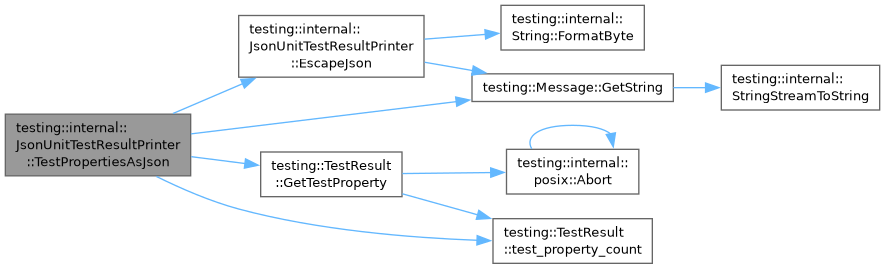 testing::internal::
JsonUnitTestResultPrinter
::TestPropertiesAsJson
testing::internal::
JsonUnitTestResultPrinter
::EscapeJson
testing::internal::
String::FormatByte
testing::Message::GetString
testing::internal::
StringStreamToString
testing::TestResult
::GetTestProperty
testing::internal::
posix::Abort
testing::TestResult
::test_property_count